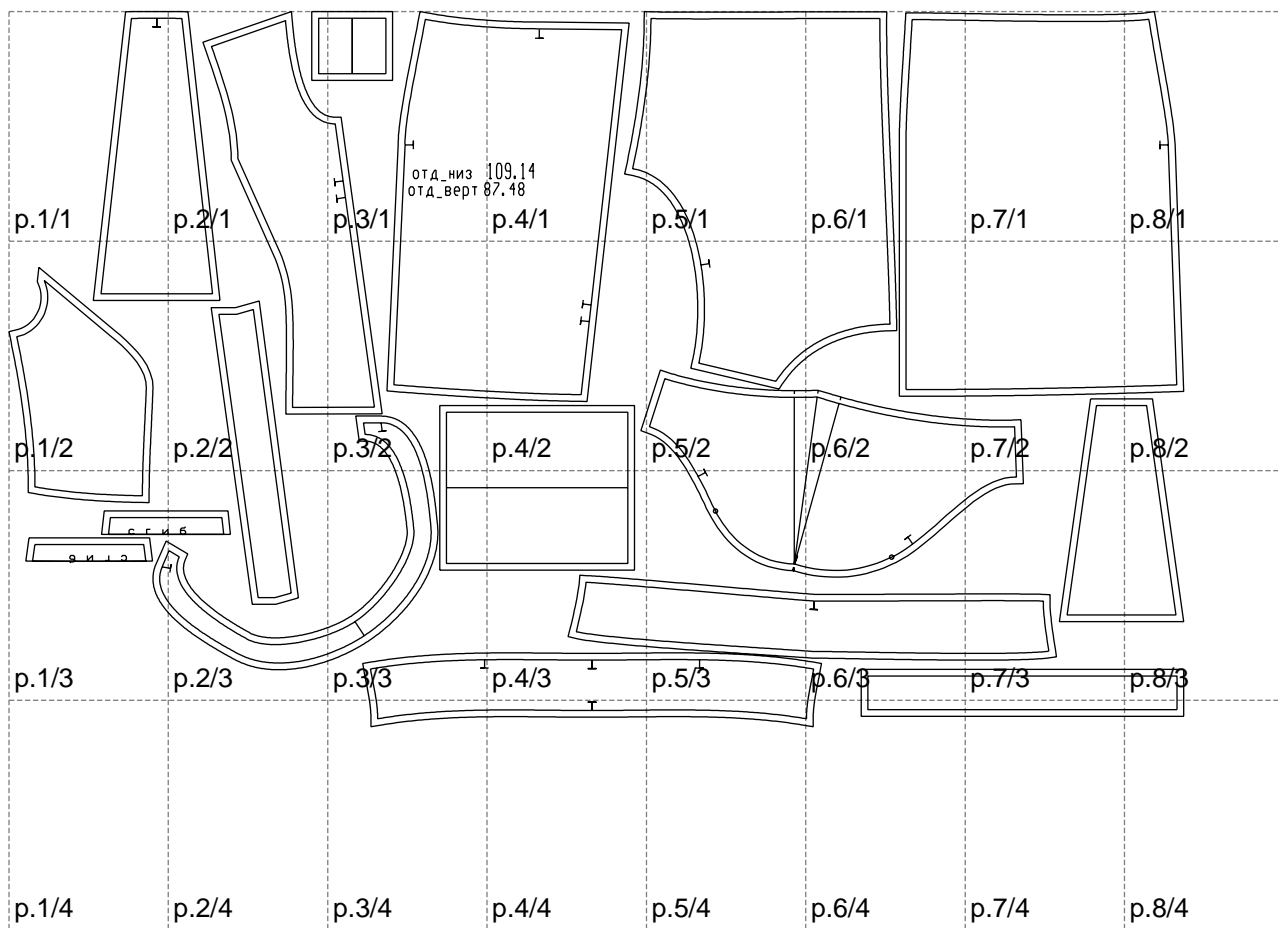 отд_низ 109.14
отд_верт 87.48
p.1/1 p.2/1 p.3/1 p.4/1 p.5/1 p.6/1 p.7/1 p.8/1
p.1/2 p.2/2 p.3/2 p.4/2 p.5/2 p.6/2 p.7/2 p.8/2
сгиб
сгиб
p.1/3 p.2/3 p.3/3 p.4/3 p.5/3 p.6/3 p.7/3 p.8/3
p.1/4 p.2/4 p.3/4 p.4/4 p.5/4 p.6/4 p.7/4 p.8/4